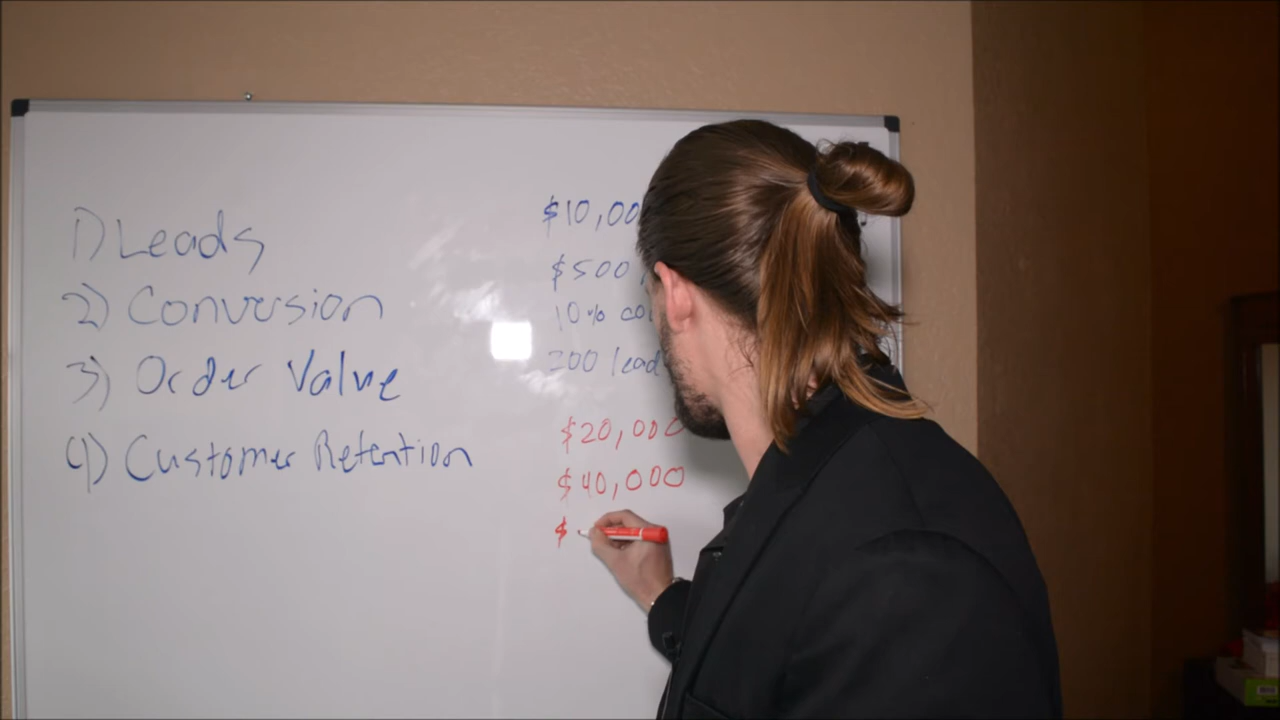 1) Leads
2) Conversion
3) Order Value
4) Customer Retention
$10,00
$500
10% co
200 lead
$20,000
$40,000
$